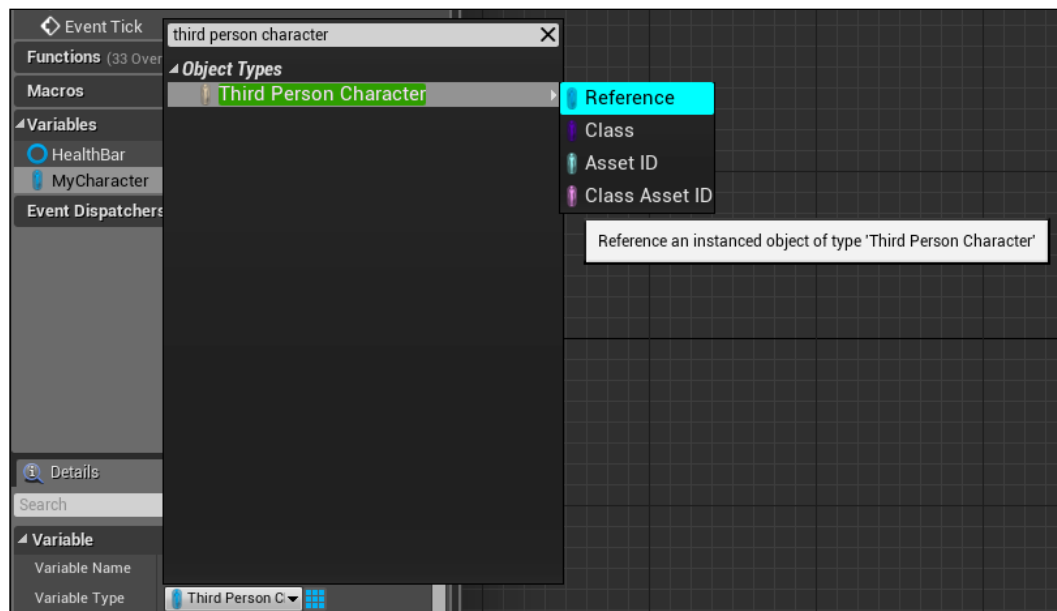 Event Tick
third person character
Functions (33 Over
Object Types
Macros
Third Person Character
Reference
Variables
Class
HealthBar
Asset ID
MyCharacter
Class Asset ID
Event Dispatchers
Reference an instanced object of type 'Third Person Character'
Details
Search
Variable
Variable Name
Variable Type
Third Person C